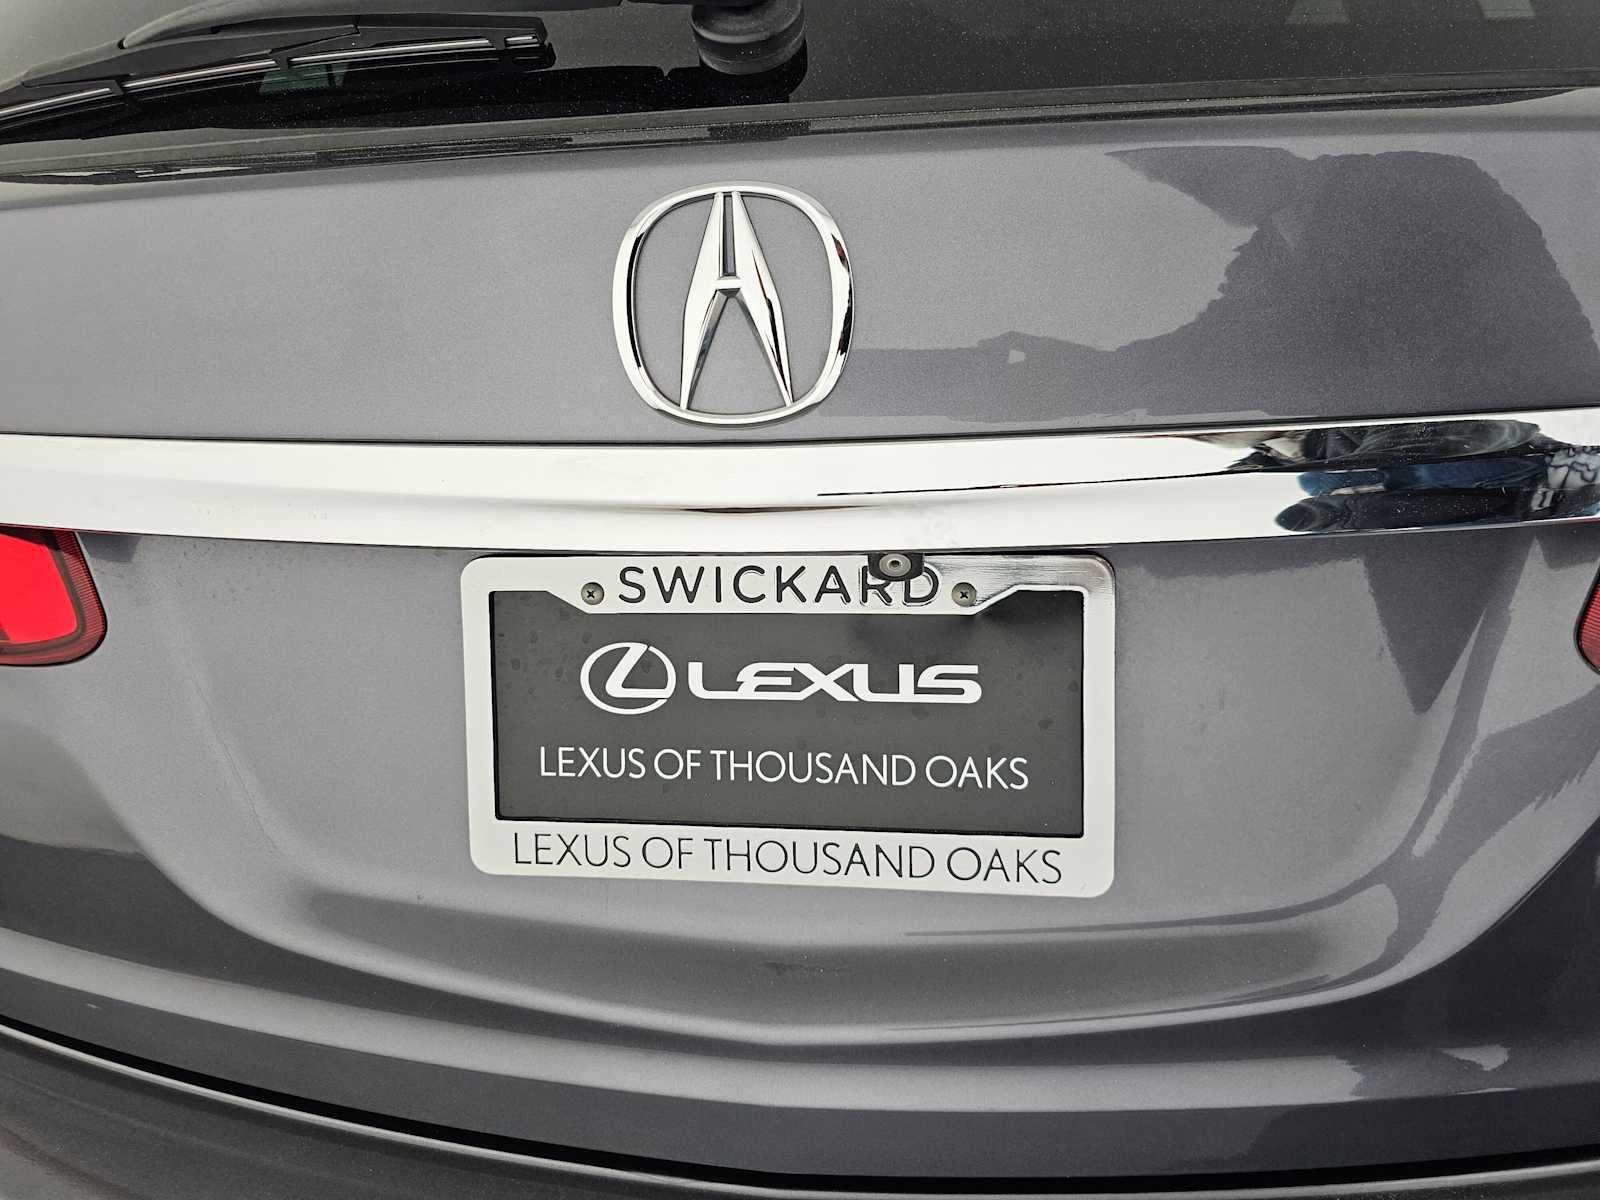 SWICKARD
LEXUS
LEXUS OF THOUSAND OAKS
LEXUS OF THOUSAND OAKS